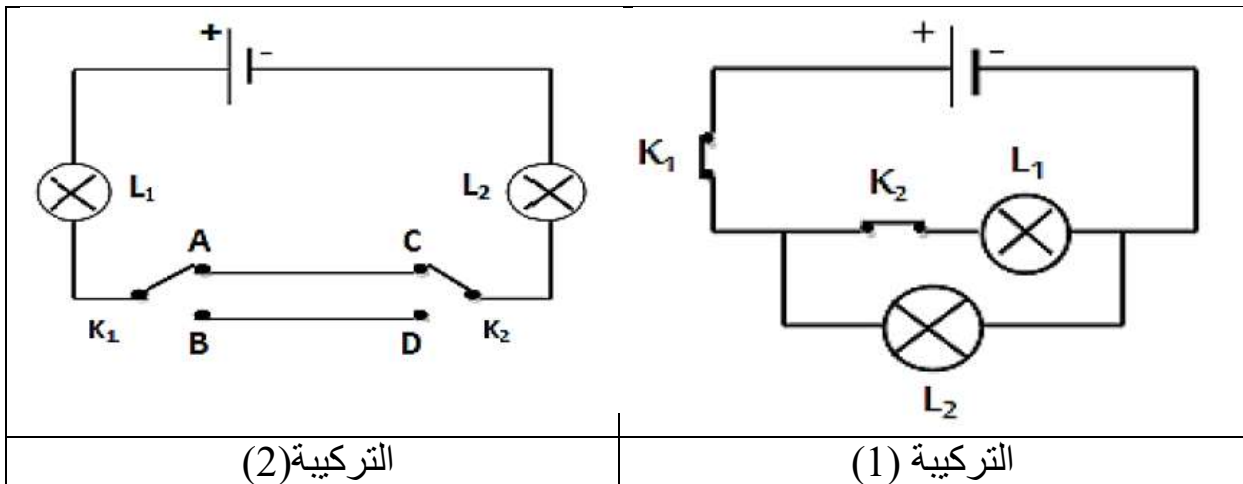 + -
L₁
L₂
A C
K₁ B D K₂
+ -
K₁
K₂ L₁
L₂
التركيبة(2)
التركيبة (1)